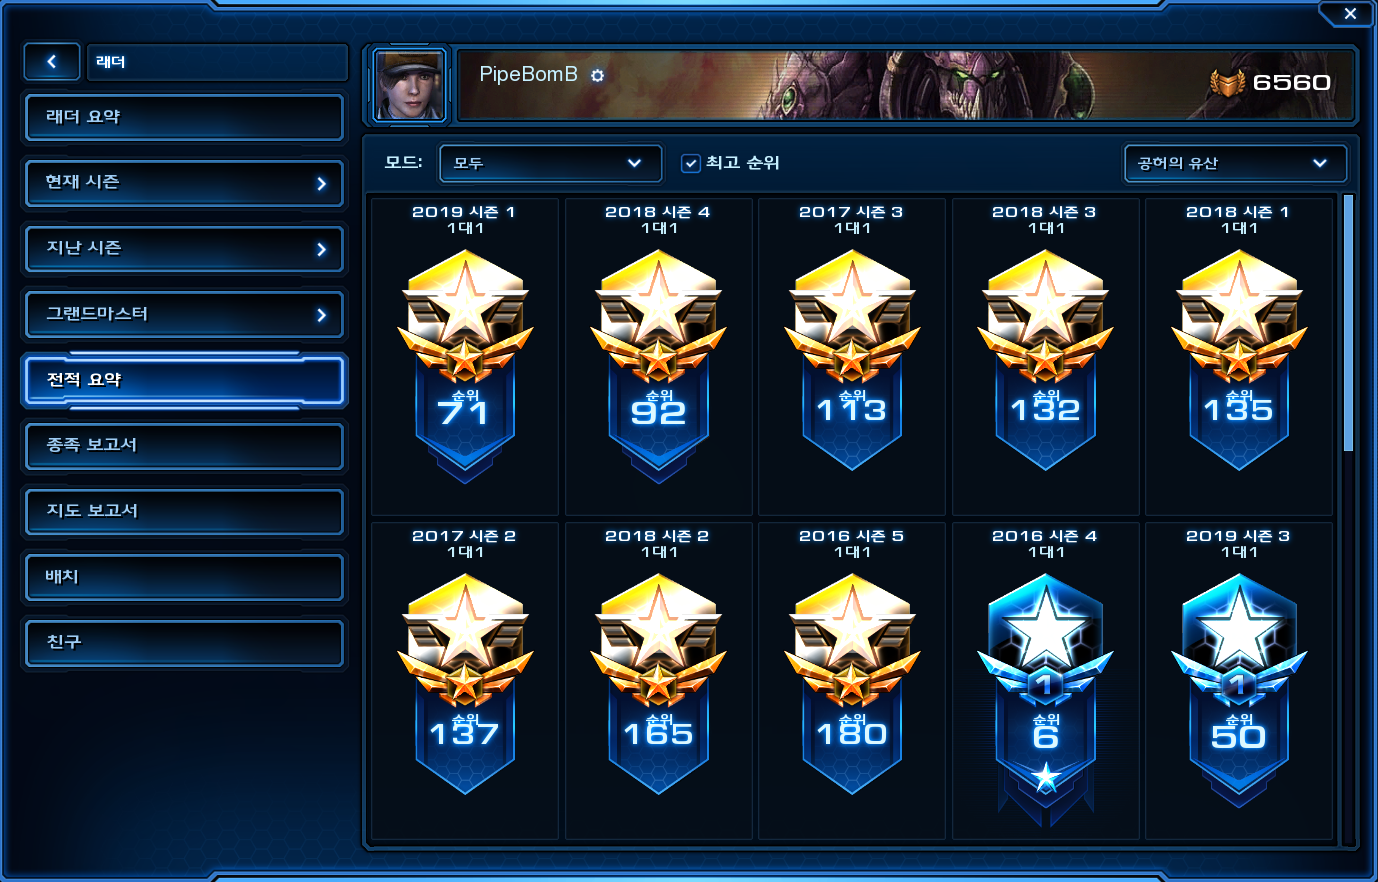 래더
래더 요약
현재 시즌
지난 시즌
그랜드마스터
전적 요약
종족 보고서
지도 보고서
배치
친구
PipeBomB
6560
모드:
모두
최고 순위
공허의 유산
2019 시즌 1
1대1
순위
71
2018 시즌 4
1대1
순위
92
2017 시즌 3
1대1
순위
113
2018 시즌 3
1대1
순위
132
2018 시즌 1
1대1
순위
135
2017 시즌 2
1대1
순위
137
2018 시즌 2
1대1
순위
165
2016 시즌 5
1대1
순위
180
2016 시즌 4
1대1
1
순위
6
2019 시즌 3
1대1
1
순위
50